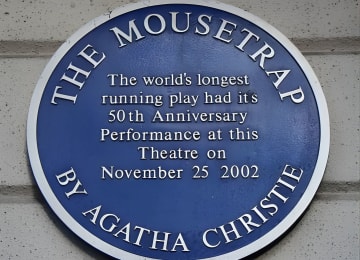 THE MOUSETRAP
The world's longest
running play had it's
50th Anniversary
Performance at this
Theatre on
November 25 2002
BY AGATHA CHRISTIE